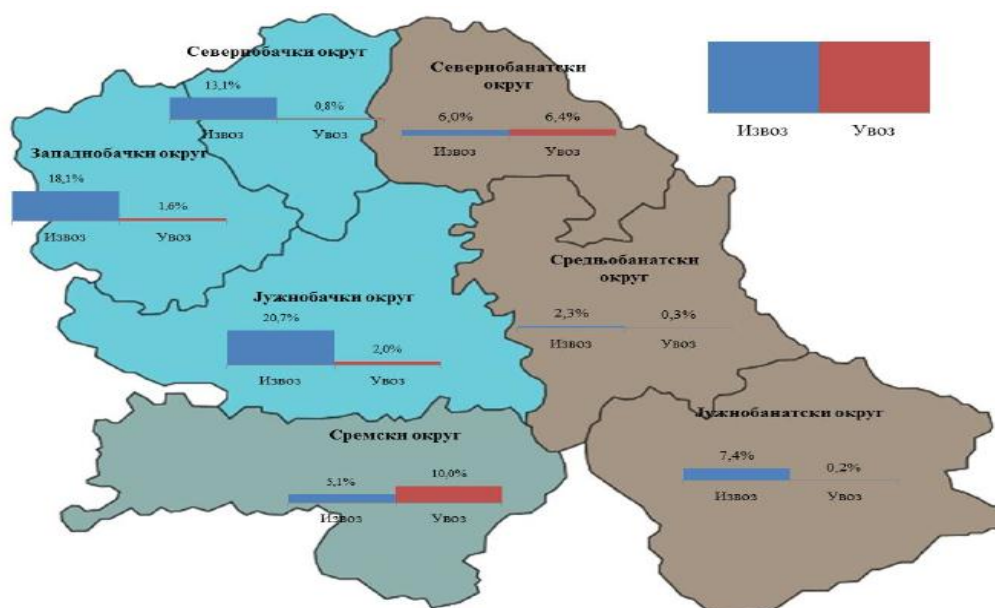 Севернобачки округ
13,1%
0,8%
Извоз Увоз
Севернобанатски
округ
6,0% 6,4%
Извоз Увоз
Извоз Увоз
Западнобачки округ
18,1%
1,6%
Извоз Увоз
Средњобанатски
округ
2,3% 0,3%
Извоз Увоз
Јужнобачки округ
20,7%
2,0%
Извоз Увоз
Јужнобанатски округ
7,4%
0,2%
Извоз Увоз
Сремски округ
5,1% 10,0%
Извоз Увоз